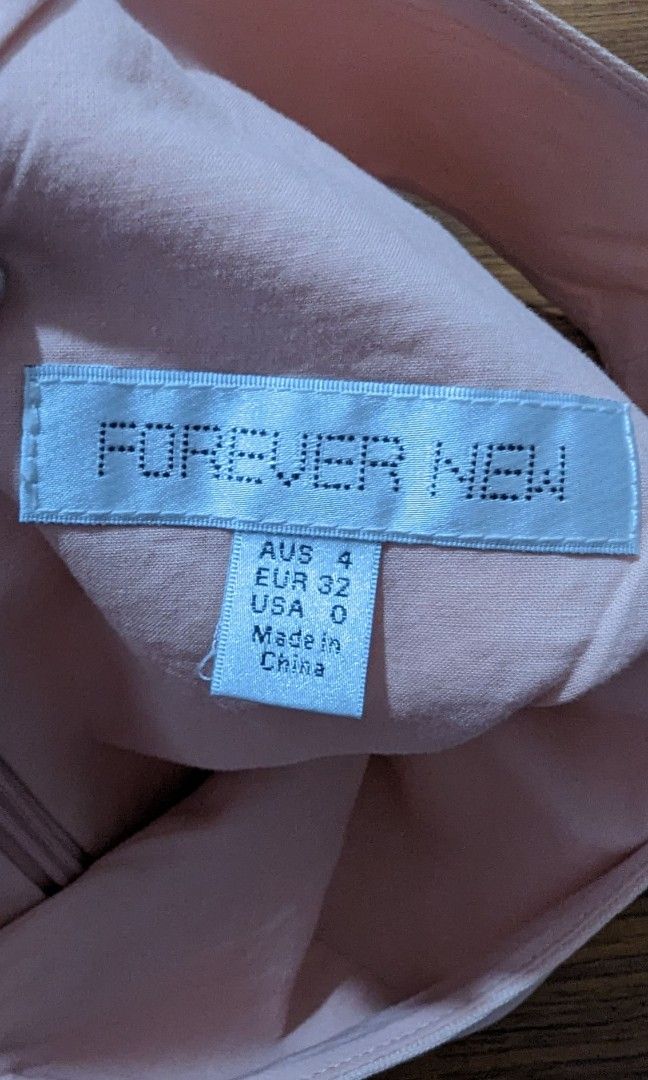 FOREVER NEW
AUS 4
EUR 32
USA 0
Made in
China